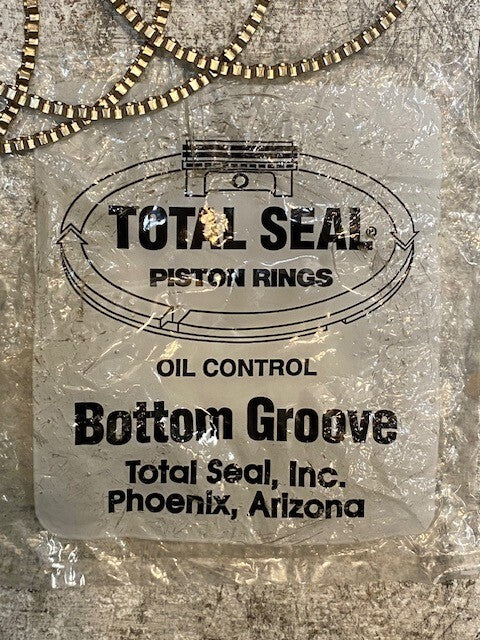 TOTAL SEAL®
PISTON RINGS
OIL CONTROL
Bottom Groove
Total Seal, Inc.
Phoenix, Arizona